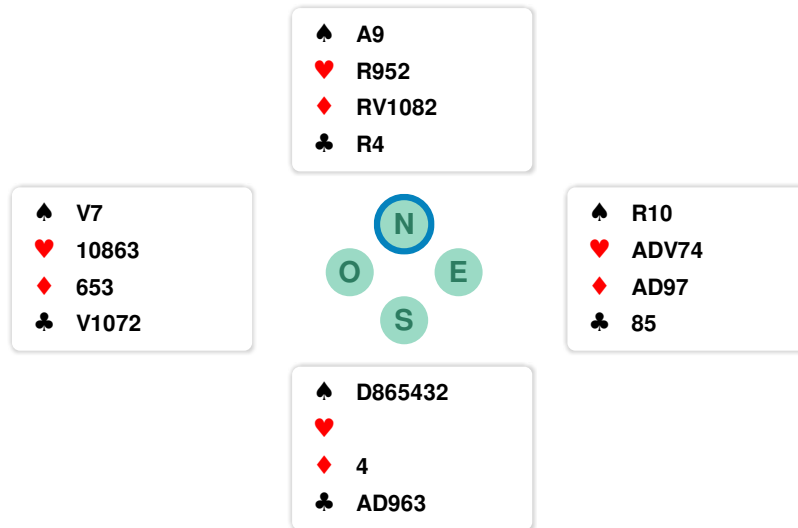 ♠ A9
♥ R952
♦ RV1082
♣ R4
♠ V7
♥ 10863
♦ 653
♣ V1072
N
O
E
S
♠ R10
♥ ADV74
♦ AD97
♣ 85
♠ D865432
♥
♦ 4
♣ AD963